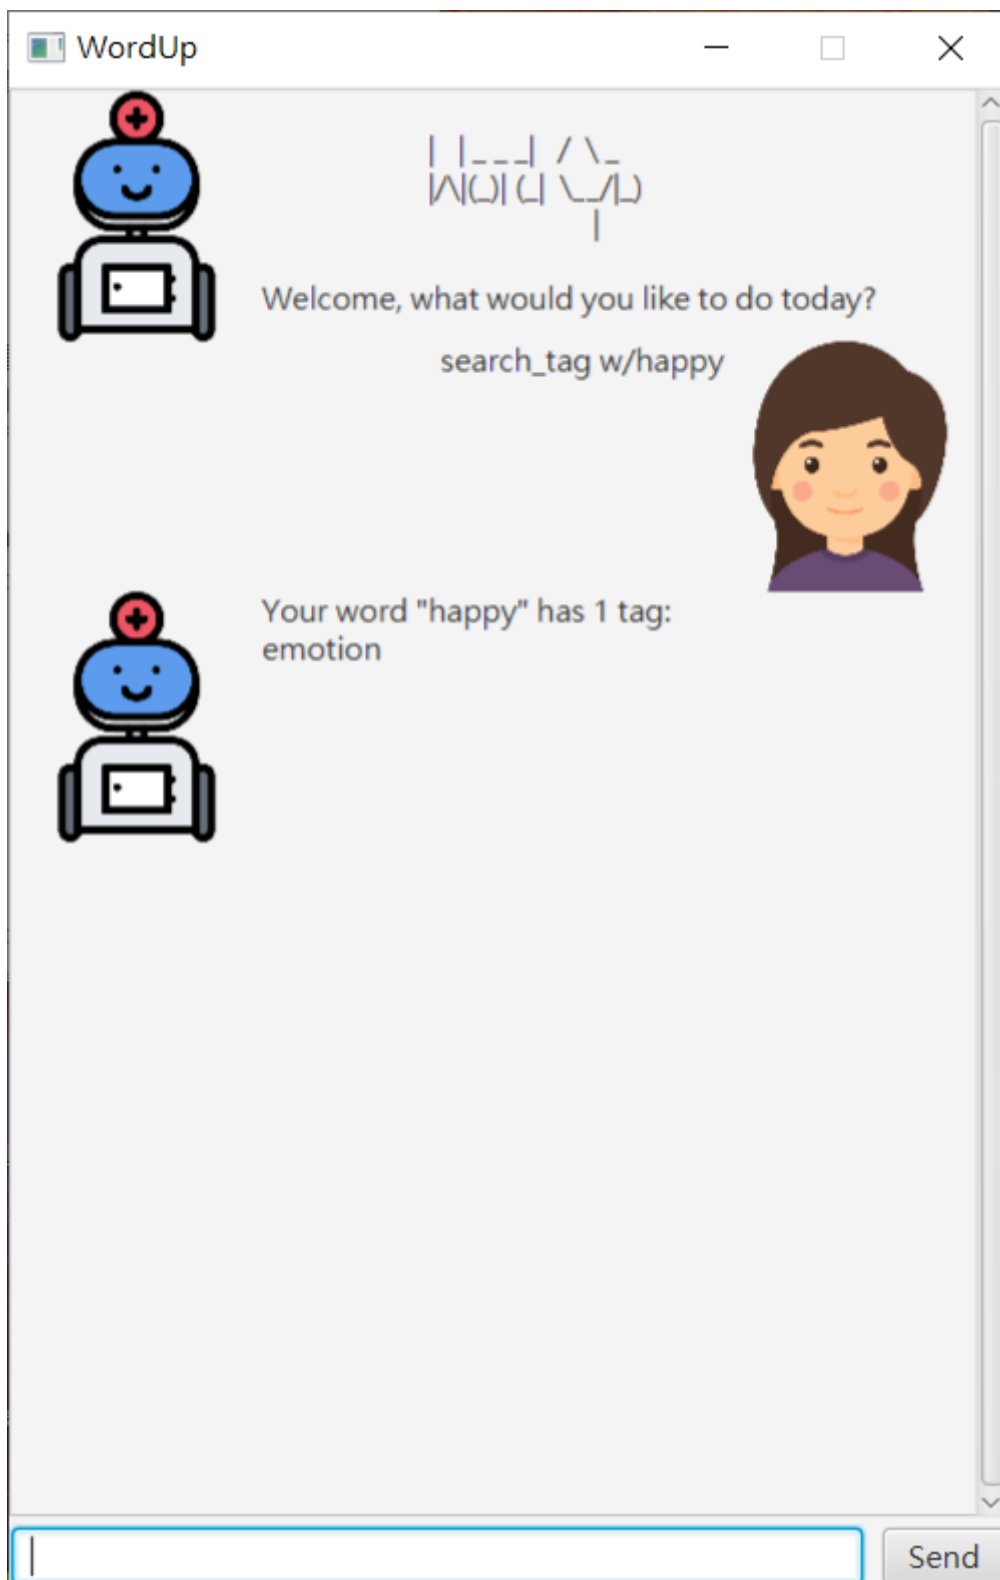 WordUp
|  |_ _ _|  /  \ _
|/\|(_)| (_|  \__/|_)
|
Welcome, what would you like to do today?
search_tag w/happy
Your word "happy" has 1 tag:
emotion
Send